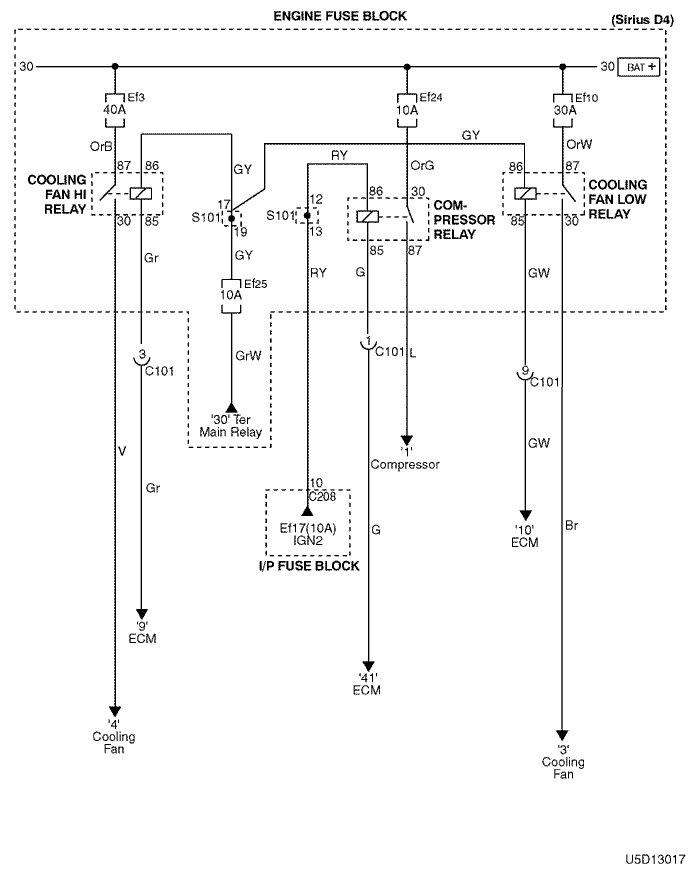 ENGINE FUSE BLOCK
(Sirius D4)
30
30
BAT +
Ef3
40A
Ef24
10A
Ef10
30A
OrB
GY
RY
GY
OrG
OrW
COOLING
FAN HI
RELAY
87
86
30
85
17
S101
19
12
S101
13
86
30
COM-
PRESSOR
RELAY
85
87
86
87
COOLING
FAN LOW
RELAY
85
30
Gr
GY
RY
G
GW
Ef25
10A
3
C101
GrW
1
C101
L
9
C101
'30' Ter
Main Relay
V
Gr
'1'
Compressor
GW
10
C208
Ef17(10A)
IGN2
I/P FUSE BLOCK
G
'10'
ECM
Br
'9'
ECM
'41'
ECM
'4'
Cooling
Fan
'3'
Cooling
Fan
U5D13017